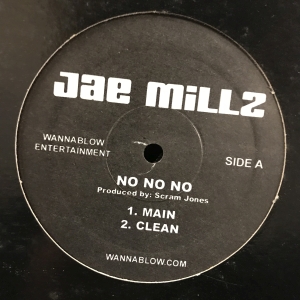 Jae Millz
WANNABLOW
ENTERTAINMENT
SIDE A
NO NO NO
Produced by: Scram Jones
1. MAIN
2. CLEAN
WANNABLOW.COM